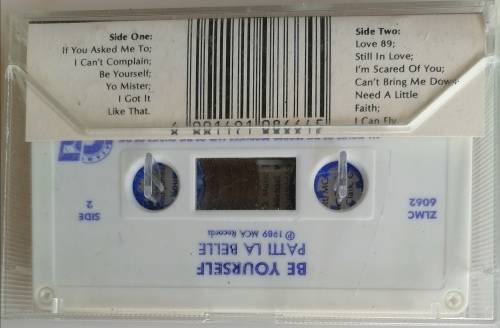 Side One:
If You Asked Me To;
I Can't Complain;
Be Yourself;
Yo Mister;
I Got It
Like That.
Side Two:
Love 89;
Still In Love;
I'm Scared Of You;
Can't Bring Me Down;
Need A Little
Faith;
I Can Fly
SIDE
2
ZLMC
6062
℗ 1989 MCA Records
PATTI LA BELLE
BE YOURSELF